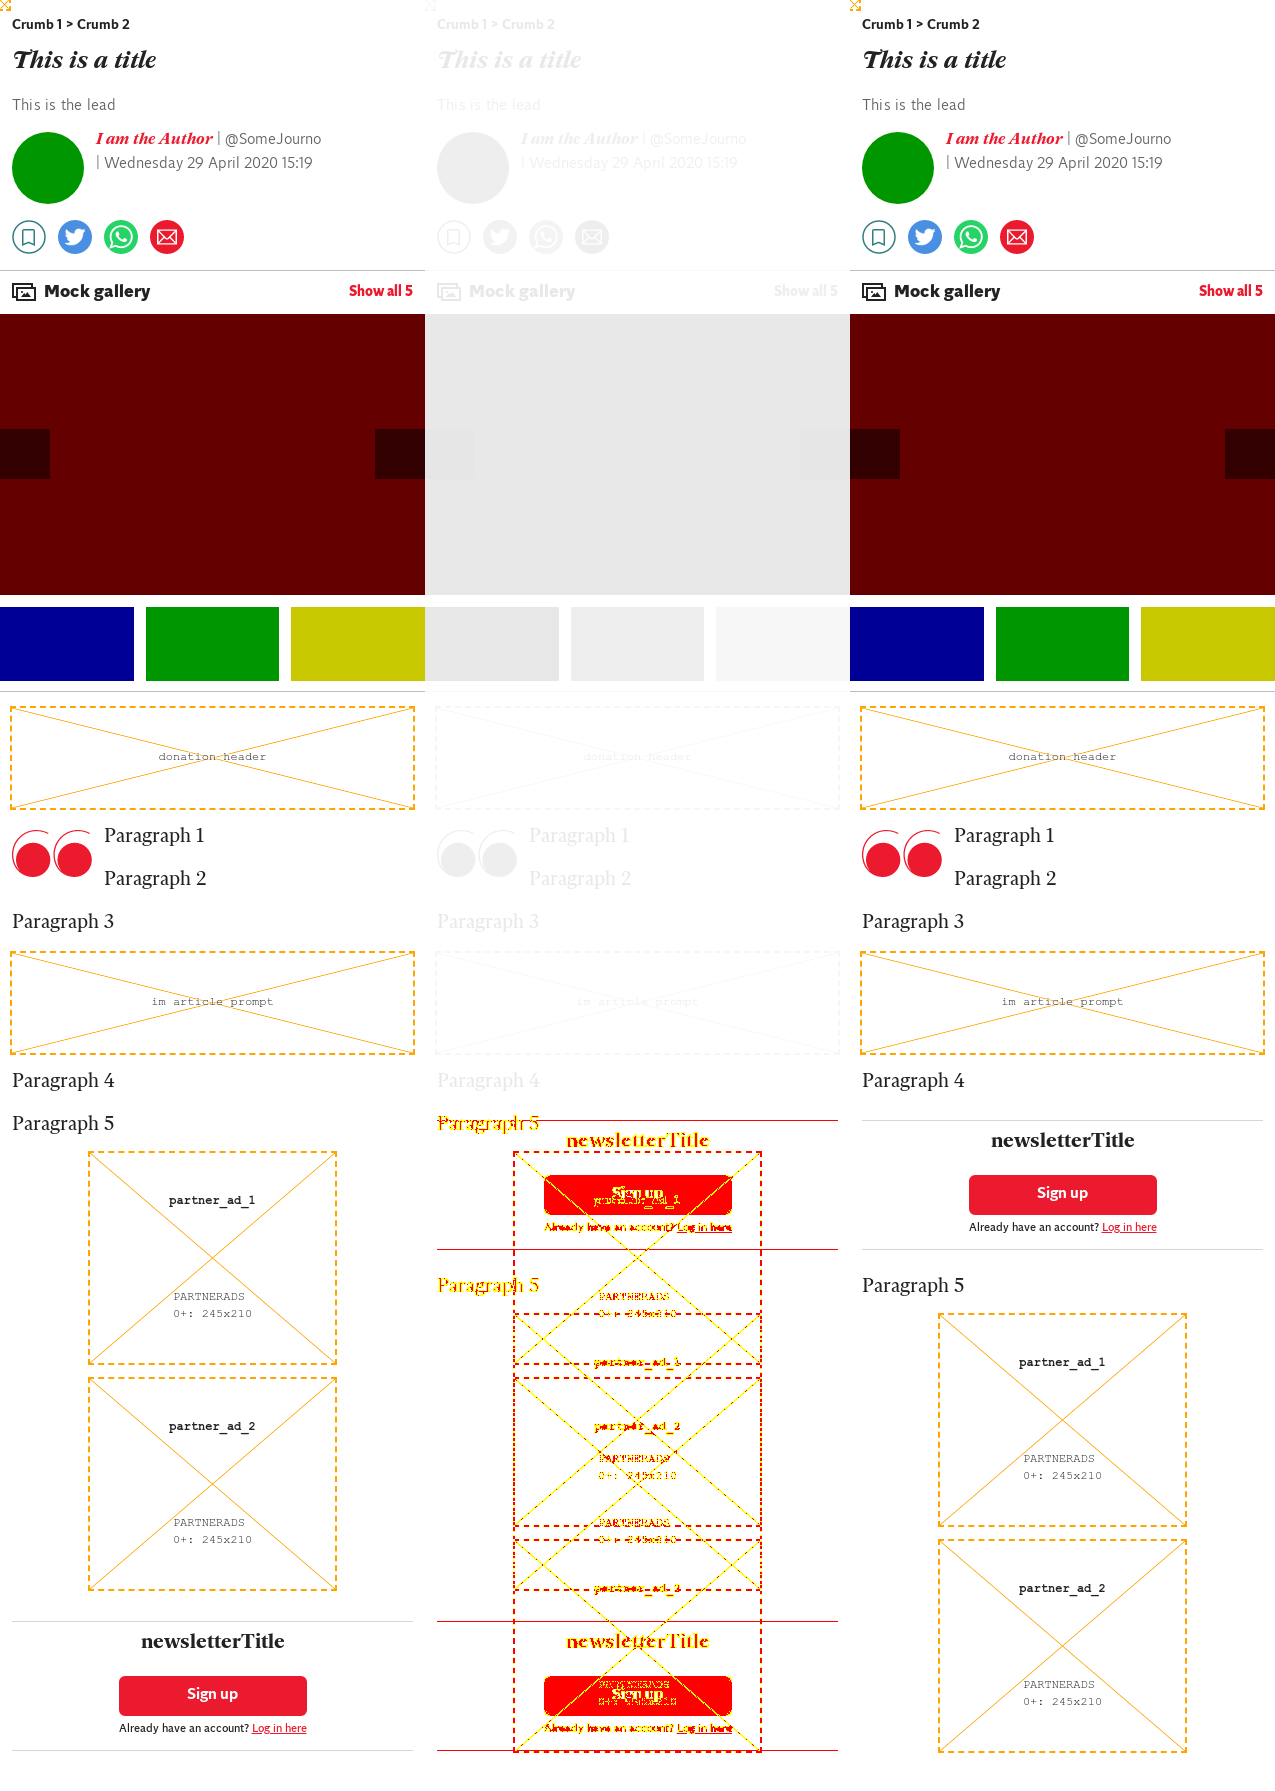 Crumb 1 > Crumb 2
This is a title
This is the lead
I am the Author | @SomeJourno
| Wednesday 29 April 2020 15:19
Mock gallery
Show all 5
donation header
Paragraph 1
Paragraph 2
Paragraph 3
im article prompt
Paragraph 4
Paragraph 5
partner_ad_1
PARTNERADS
0+: 245x210
partner_ad_2
PARTNERADS
0+: 245x210
newsletterTitle
Sign up
Already have an account? Log in here
Crumb 1 > Crumb 2
This is a title
This is the lead
I am the Author | @SomeJourno
| Wednesday 29 April 2020 15:19
Mock gallery
Show all 5
donation header
Paragraph 1
Paragraph 2
Paragraph 3
im article prompt
Paragraph 4
Paragraph 5
newsletterTitle
Sign up
partner_ad_1
Already have an account? Log in here
Paragraph 5
PARTNERADS
0+: 245x210
partner_ad_1
partner_ad_2
PARTNERADS
0+: 245x210
PARTNERADS
0+: 245x210
partner_ad_2
newsletterTitle
Sign up
Already have an account? Log in here
Crumb 1 > Crumb 2
This is a title
This is the lead
I am the Author | @SomeJourno
| Wednesday 29 April 2020 15:19
Mock gallery
Show all 5
donation header
Paragraph 1
Paragraph 2
Paragraph 3
im article prompt
Paragraph 4
newsletterTitle
Sign up
Already have an account? Log in here
Paragraph 5
partner_ad_1
PARTNERADS
0+: 245x210
partner_ad_2
PARTNERADS
0+: 245x210